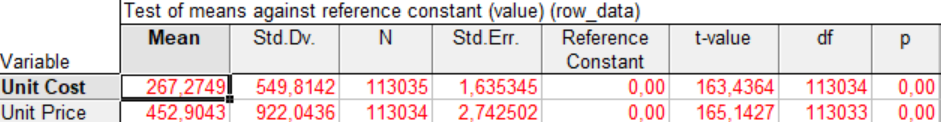 Test of means against reference constant (value) (row_data)
Variable Mean Std.Dv. N Std.Err. Reference Constant t-value df p
Unit Cost 267,2749 549,8142 113035 1,635345 0,00 163,4364 113034 0,00
Unit Price 452,9043 922,0436 113034 2,742502 0,00 165,1427 113033 0,00